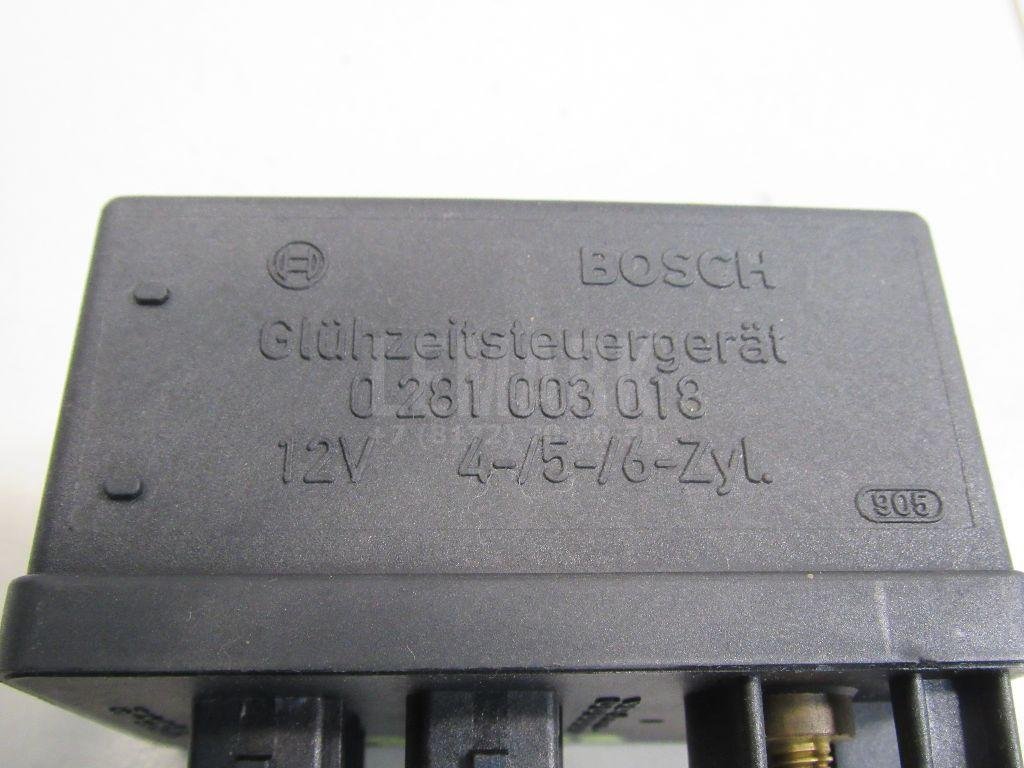 BOSCH
Glühzeitsteuergerät
0 281 003 018
12V 4-/5-/6-Zyl.
905